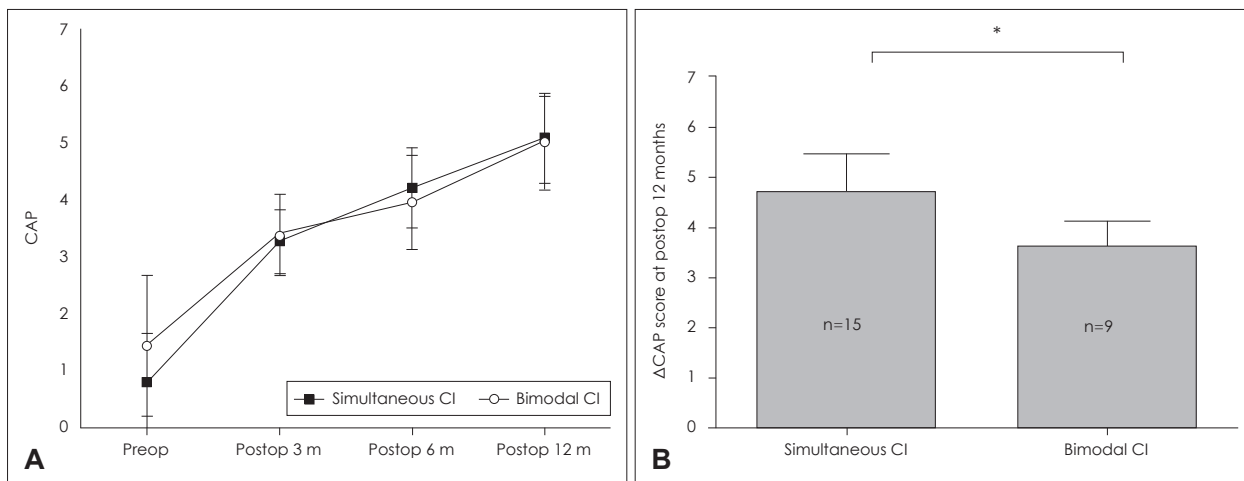 7
6
5
4
3
2
1
0
CAP
Preop
Postop 3 m
Postop 6 m
Postop 12 m
Simultaneous CI
Bimodal CI
A
*
7
6
5
4
3
2
1
0
ΔCAP score at postop 12 months
n=15
n=9
Simultaneous CI
Bimodal CI
B